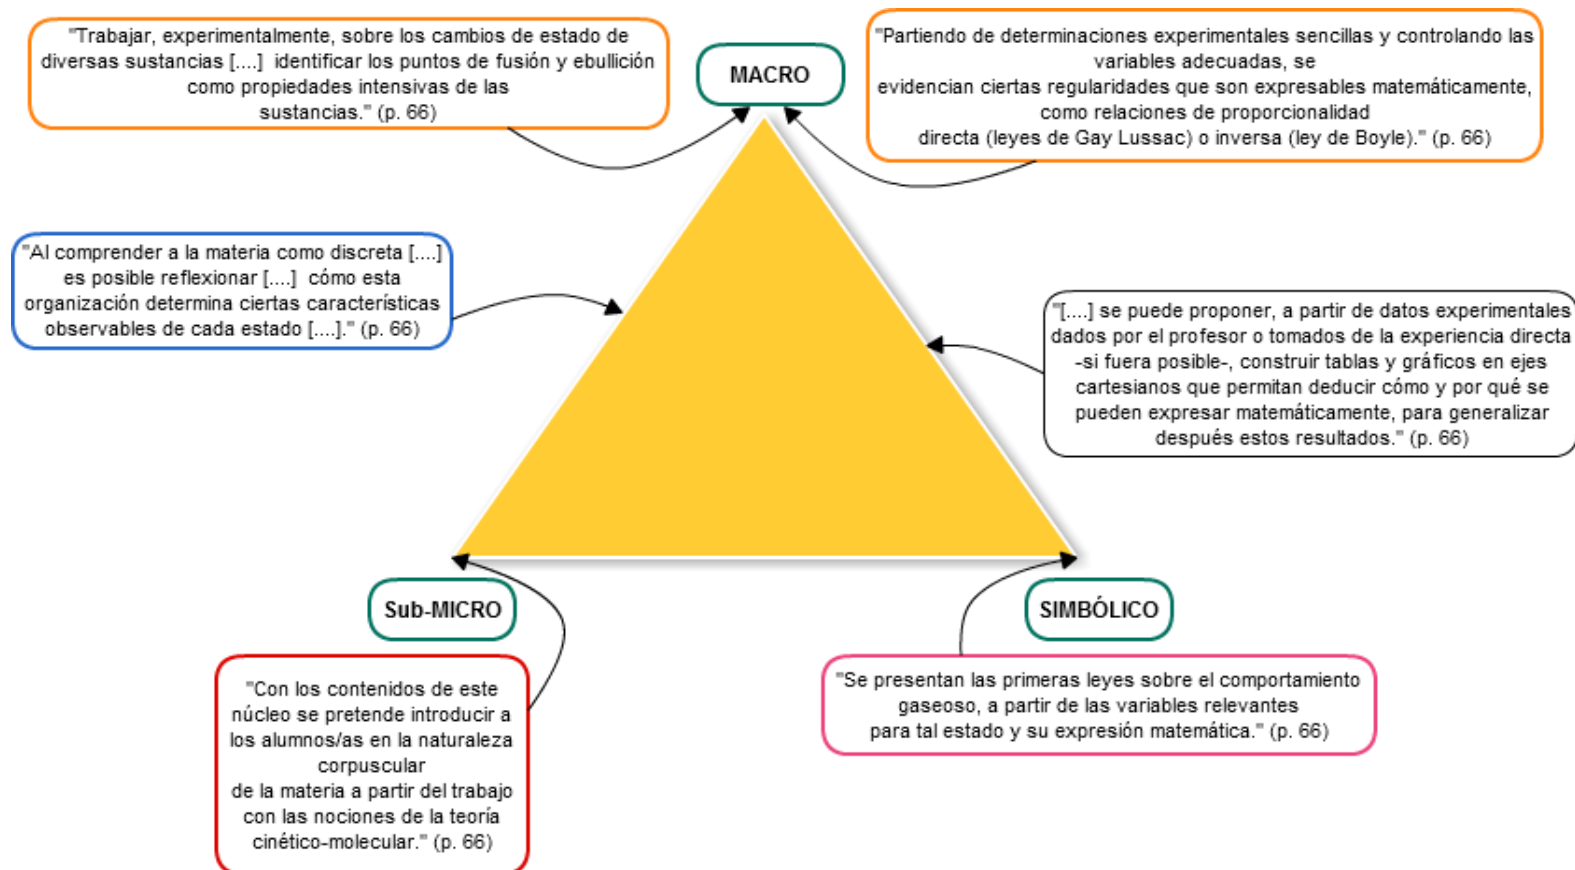 "Trabajar, experimentalmente, sobre los cambios de estado de
diversas sustancias [....]  identificar los puntos de fusión y ebullición
como propiedades intensivas de las
sustancias." (p. 66)
MACRO
"Partiendo de determinaciones experimentales sencillas y controlando las
variables adecuadas, se
evidencian ciertas regularidades que son expresables matemáticamente,
como relaciones de proporcionalidad
directa (leyes de Gay Lussac) o inversa (ley de Boyle)." (p. 66)
"Al comprender a la materia como discreta [....]
es posible reflexionar [....]  cómo esta
organización determina ciertas características
observables de cada estado [....]." (p. 66)
"[....] se puede proponer, a partir de datos experimentales
dados por el profesor o tomados de la experiencia directa
-si fuera posible-, construir tablas y gráficos en ejes
cartesianos que permitan deducir cómo y por qué se
pueden expresar matemáticamente, para generalizar
después estos resultados." (p. 66)
Sub-MICRO
SIMBÓLICO
"Con los contenidos de este
núcleo se pretende introducir a
los alumnos/as en la naturaleza
corpuscular
de la materia a partir del trabajo
con las nociones de la teoría
cinético-molecular." (p. 66)
"Se presentan las primeras leyes sobre el comportamiento
gaseoso, a partir de las variables relevantes
para tal estado y su expresión matemática." (p. 66)